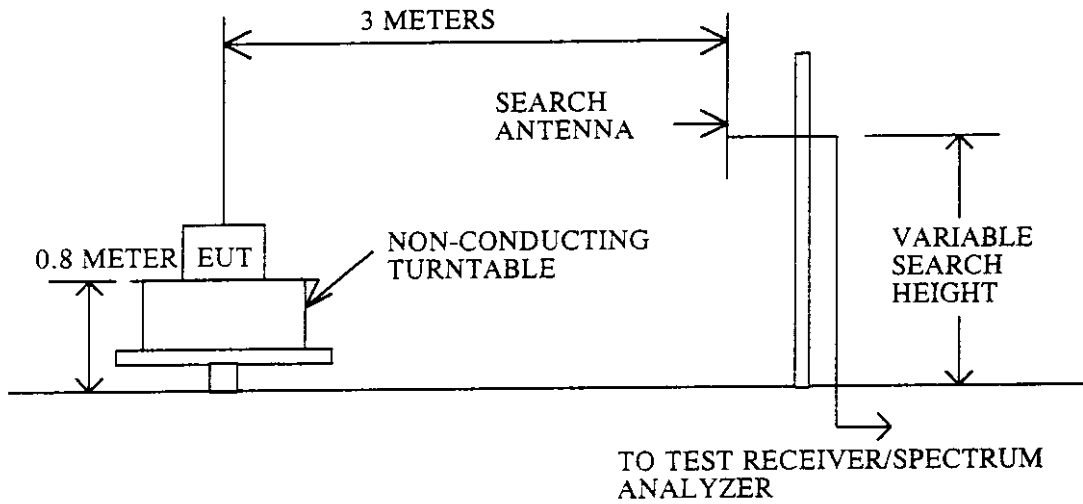 3 METERS
SEARCH
ANTENNA
0.8 METER
EUT
NON-CONDUCTING
TURNTABLE
VARIABLE
SEARCH
HEIGHT
TO TEST RECEIVER/SPECTRUM
ANALYZER